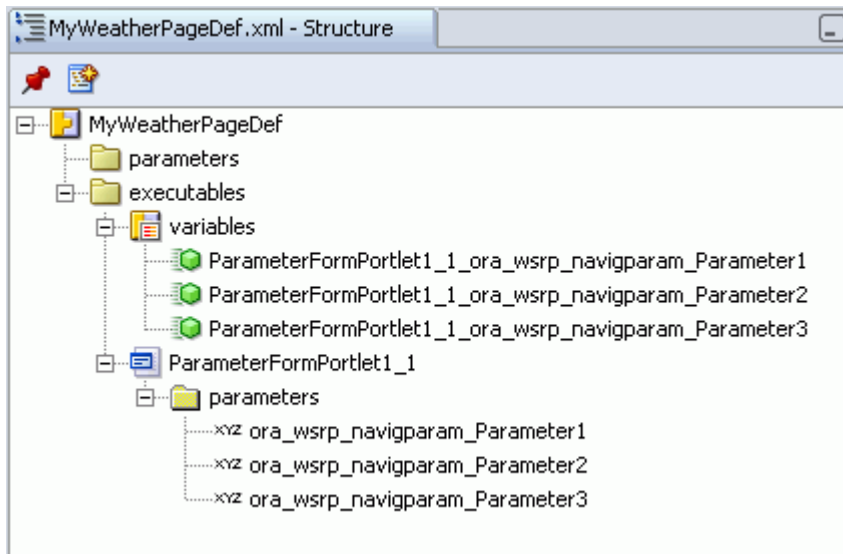 MyWeatherPageDef.xml - Structure
MyWeatherPageDef
parameters
executables
variables
ParameterFormPortlet1_1_ora_wsrp_navigparam_Parameter1
ParameterFormPortlet1_1_ora_wsrp_navigparam_Parameter2
ParameterFormPortlet1_1_ora_wsrp_navigparam_Parameter3
ParameterFormPortlet1_1
parameters
XYZ ora_wsrp_navigparam_Parameter1
XYZ ora_wsrp_navigparam_Parameter2
XYZ ora_wsrp_navigparam_Parameter3